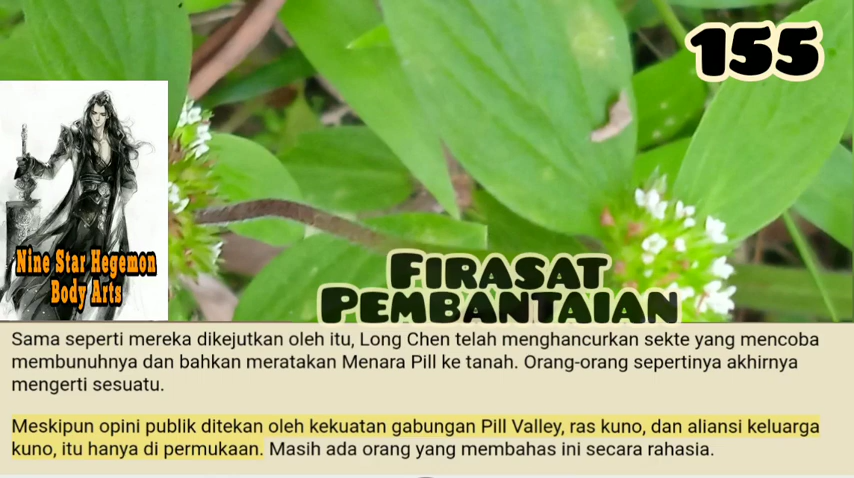 155
Nine Star Hegemon
Body Arts
FIRASAT
PEMBANTAIAN
Sama seperti mereka dikejutkan oleh itu, Long Chen telah menghancurkan sekte yang mencoba
membunuhnya dan bahkan meratakan Menara Pill ke tanah. Orang-orang sepertinya akhirnya
mengerti sesuatu.
Meskipun opini publik ditekan oleh kekuatan gabungan Pill Valley, ras kuno, dan aliansi keluarga
kuno, itu hanya di permukaan. Masih ada orang yang membahas ini secara rahasia.